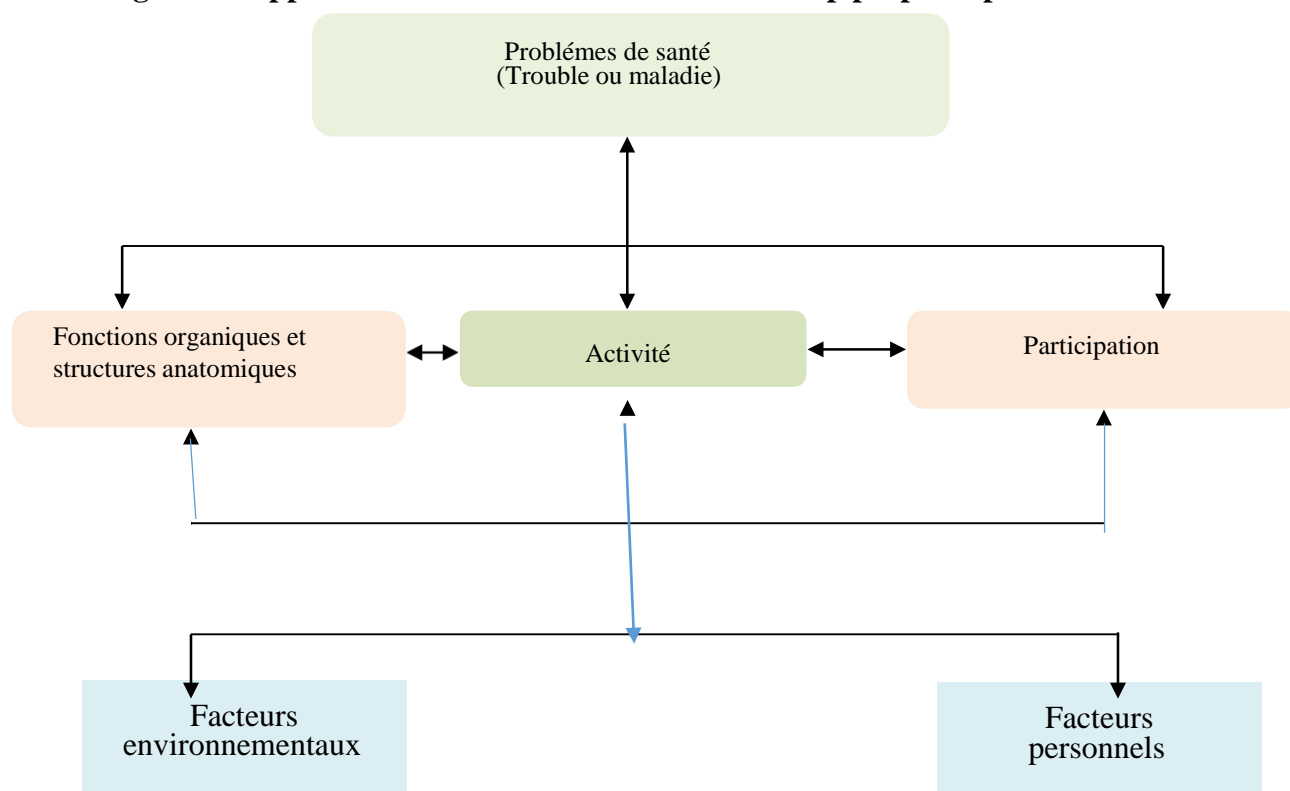 Problémes de santé
(Trouble ou maladie)
Fonctions organiques et
structures anatomiques
Activité
Participation
Facteurs
environnementaux
Facteurs
personnels